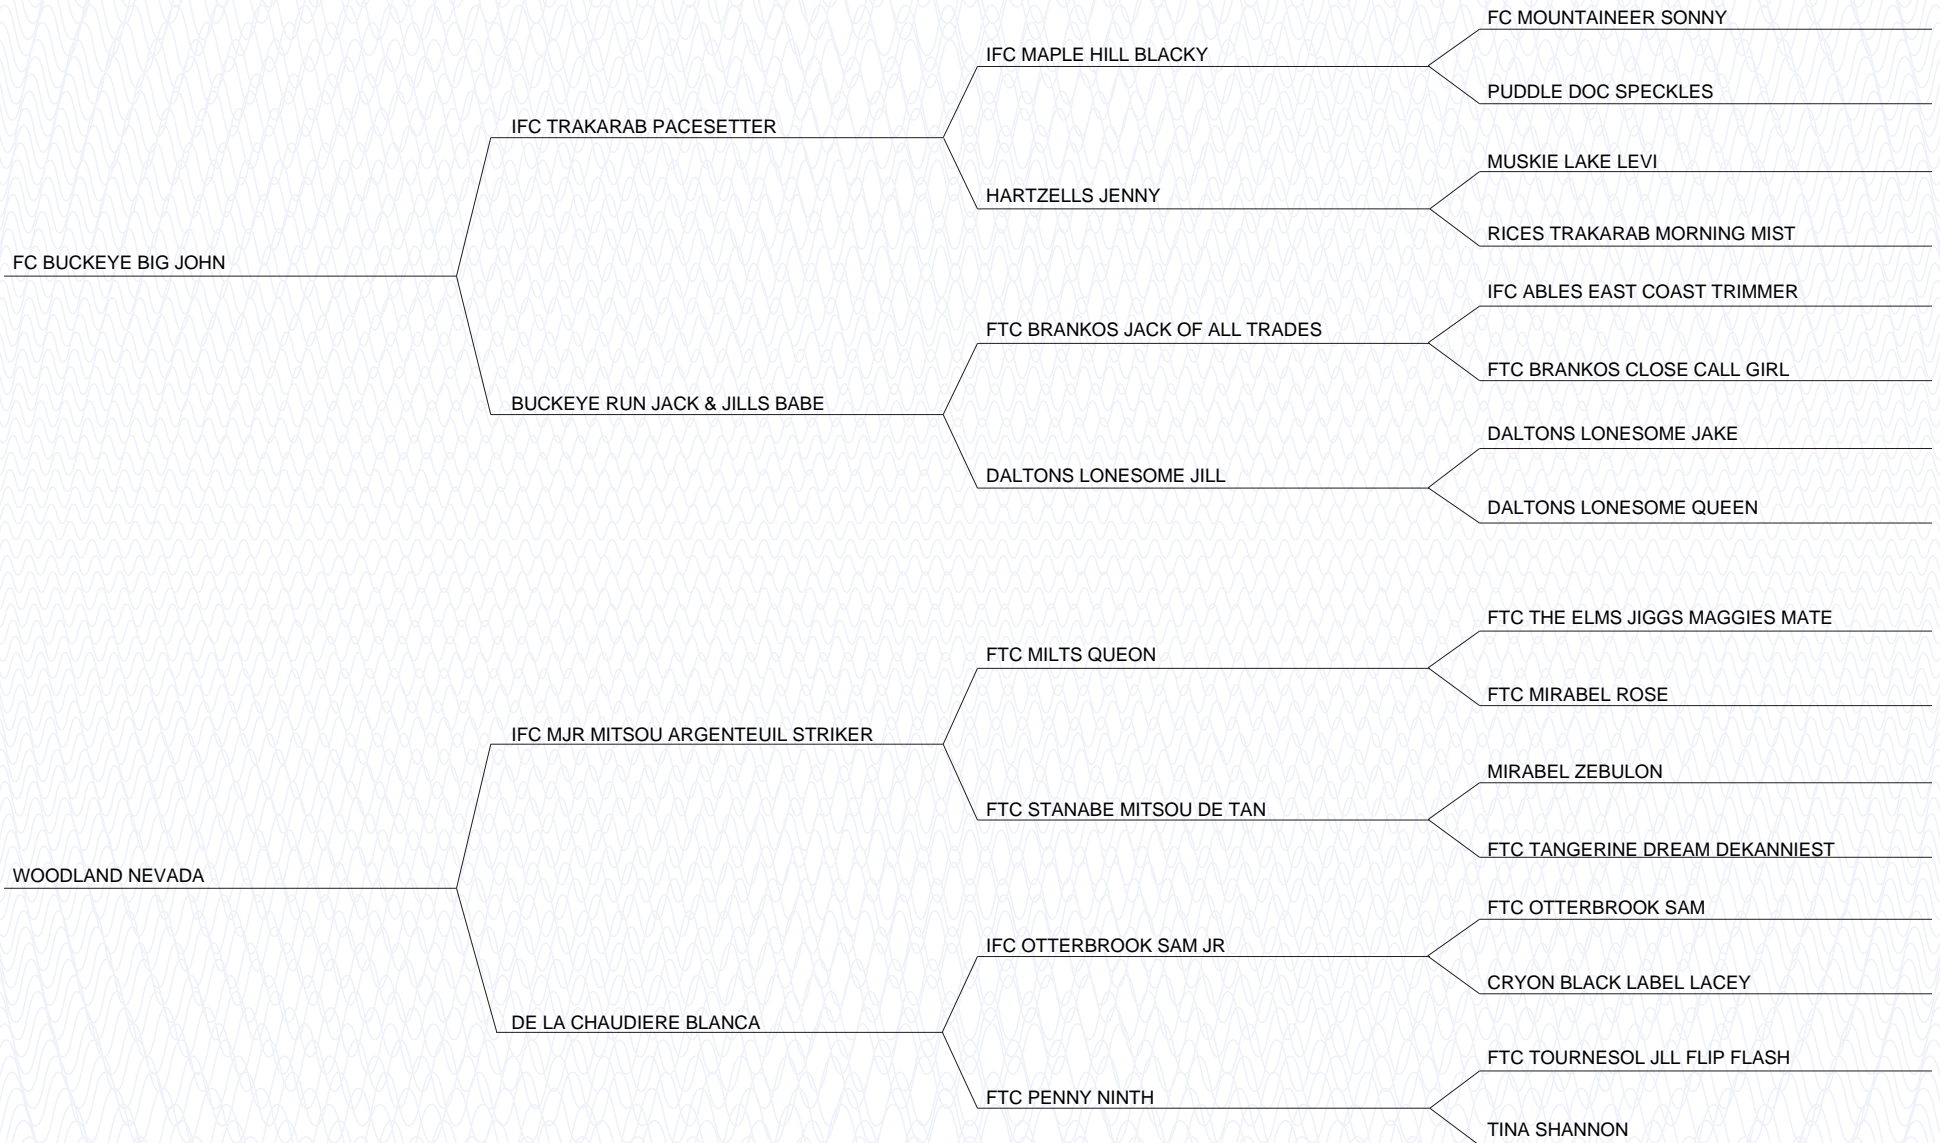 FC MOUNTAINEER SONNY
IFC MAPLE HILL BLACKY
PUDDLE DOC SPECKLES
IFC TRAKARAB PACESETTER
MUSKIE LAKE LEVI
HARTZELLS JENNY
RICES TRAKARAB MORNING MIST
FC BUCKEYE BIG JOHN
IFC ABLES EAST COAST TRIMMER
FTC BRANKOS JACK OF ALL TRADES
FTC BRANKOS CLOSE CALL GIRL
BUCKEYE RUN JACK & JILLS BABE
DALTONS LONESOME JAKE
DALTONS LONESOME JILL
DALTONS LONESOME QUEEN
FTC THE ELMS JIGGS MAGGIES MATE
FTC MILTS QUEON
FTC MIRABEL ROSE
IFC MJR MITSOU ARGENTEUIL STRIKER
MIRABEL ZEBULON
FTC STANABE MITSOU DE TAN
FTC TANGERINE DREAM DEKANNIEST
WOODLAND NEVADA
FTC OTTERBROOK SAM
IFC OTTERBROOK SAM JR
CRYON BLACK LABEL LACEY
DE LA CHAUDIERE BLANCA
FTC TOURNESOL JLL FLIP FLASH
FTC PENNY NINTH
TINA SHANNON